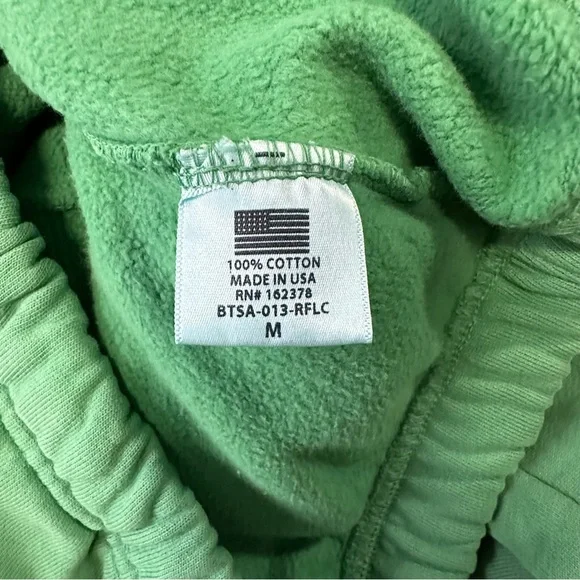 100% COTTON
MADE IN USA
RN# 162378
BTSA-013-RFLC
M